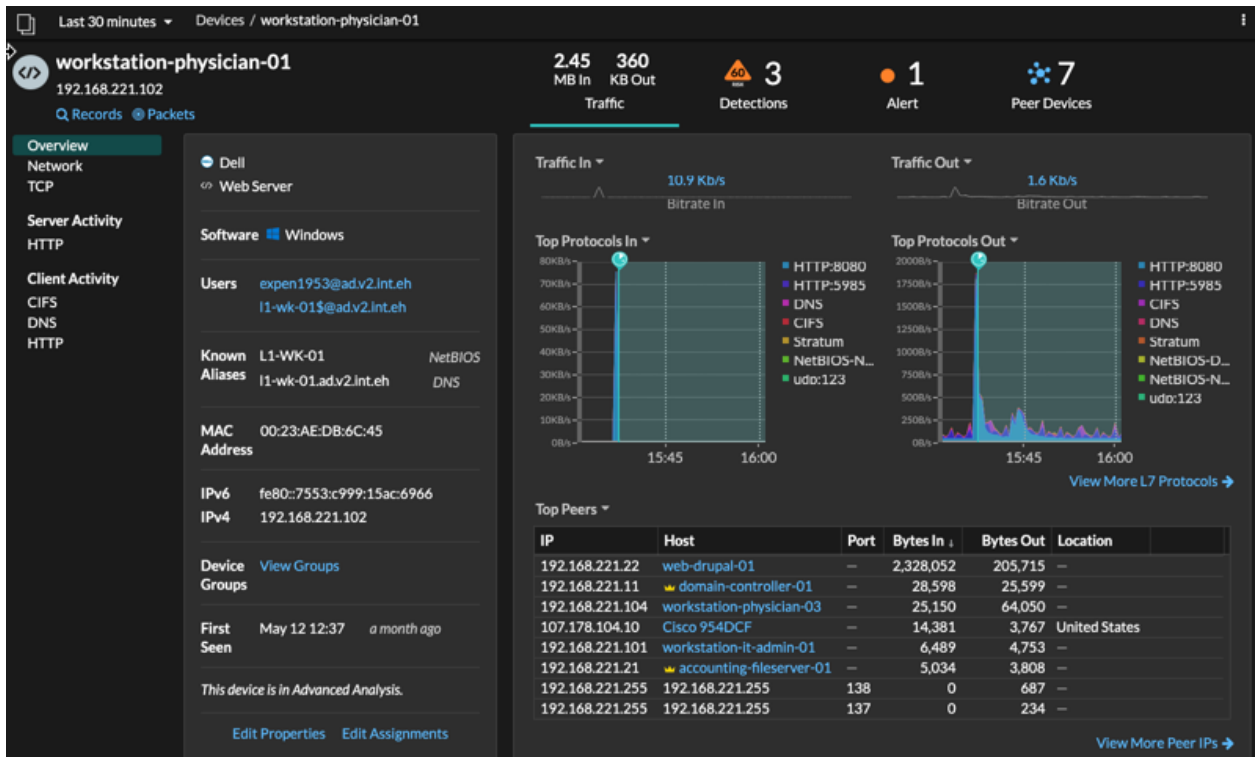 Last 30 minutes
Devices / workstation-physician-01
workstation-physician-01
192.168.221.102
Records Packets
2.45 360
MB In KB Out
Traffic
60
RISK
3
Detections
1
Alert
7
Peer Devices
Overview
Network
TCP
Server Activity
HTTP
Client Activity
CIFS
DNS
HTTP
Dell
Web Server
Software Windows
Users expen1953@ad.v2.int.eh
l1-wk-01$@ad.v2.int.eh
Known Aliases L1-WK-01 NetBIOS
l1-wk-01.ad.v2.int.eh DNS
MAC Address 00:23:AE:DB:6C:45
IPv6 fe80::7553:c999:15ac:6966
IPv4 192.168.221.102
Device Groups View Groups
First Seen May 12 12:37 a month ago
This device is in Advanced Analysis.
Edit Properties Edit Assignments
Traffic In
10.9 Kb/s
Bitrate In
Traffic Out
1.6 Kb/s
Bitrate Out
Top Protocols In
80KB/s
70KB/s
60KB/s
50KB/s
40KB/s
30KB/s
20KB/s
10KB/s
0B/s
15:45 16:00
HTTP:8080
HTTP:5985
DNS
CIFS
Stratum
NetBIOS-N...
udp:123
Top Protocols Out
2000B/s
1750B/s
1500B/s
1250B/s
1000B/s
750B/s
500B/s
250B/s
0B/s
15:45 16:00
HTTP:8080
HTTP:5985
CIFS
DNS
Stratum
NetBIOS-D...
NetBIOS-N...
udp:123
View More L7 Protocols
Top Peers
IP Host Port Bytes In ↓ Bytes Out Location
192.168.221.22 web-drupal-01 — 2,328,052 205,715 —
192.168.221.11 domain-controller-01 — 28,598 25,599 —
192.168.221.104 workstation-physician-03 — 25,150 64,050 —
107.178.104.10 Cisco 954DCF — 14,381 3,767 United States
192.168.221.101 workstation-it-admin-01 — 6,489 4,753 —
192.168.221.21 accounting-fileserver-01 — 5,034 3,808 —
192.168.221.255 192.168.221.255 138 0 687 —
192.168.221.255 192.168.221.255 137 0 234 —
View More Peer IPs